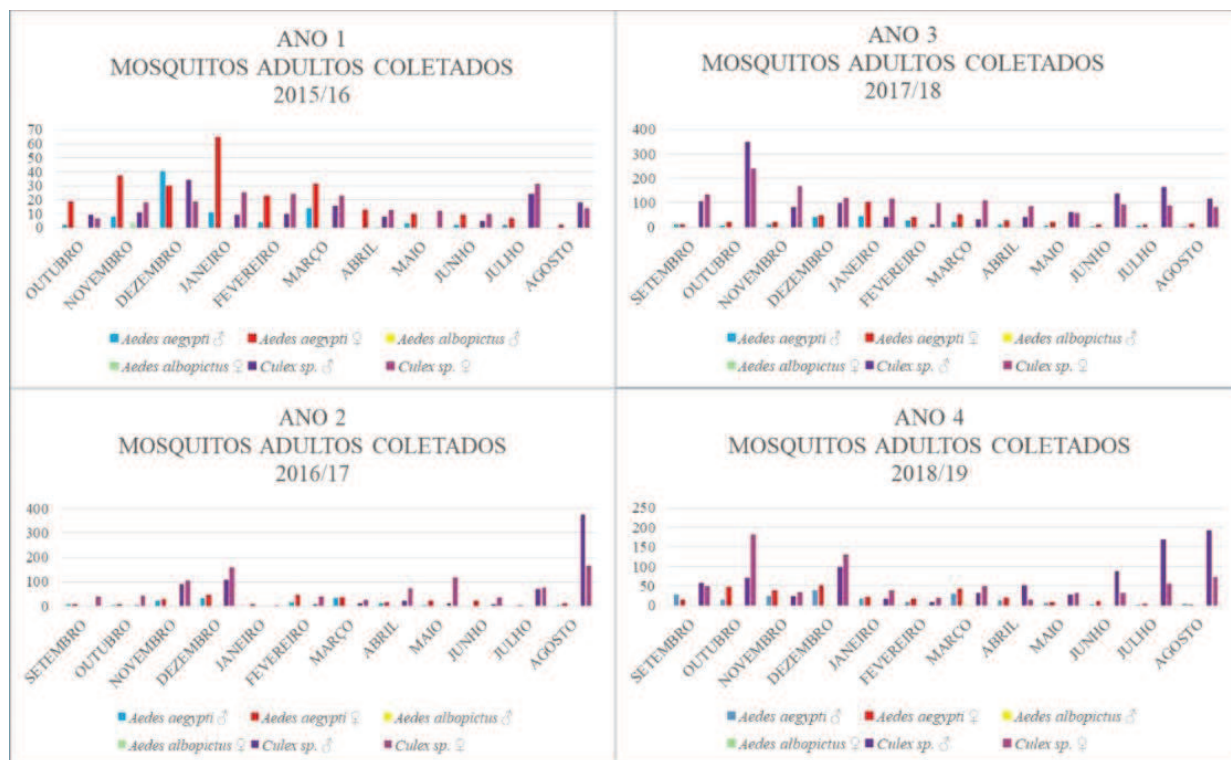 ANO 1
MOSQUITOS ADULTOS COLETADOS
2015/16
70
60
50
40
30
20
10
0
OUTUBRO
NOVEMBRO
DEZEMBRO
JANEIRO
FEVEREIRO
MARÇO
ABRIL
MAIO
JUNHO
JULHO
AGOSTO
Aedes aegypti ♂ Aedes aegypti ♀ Aedes albopictus ♂
Aedes albopictus ♀ Culex sp. ♂ Culex sp. ♀
ANO 3
MOSQUITOS ADULTOS COLETADOS
2017/18
400
300
200
100
0
SETEMBRO
OUTUBRO
NOVEMBRO
DEZEMBRO
JANEIRO
FEVEREIRO
MARÇO
ABRIL
MAIO
JUNHO
JULHO
AGOSTO
Aedes aegypti ♂ Aedes aegypti ♀ Aedes albopictus ♂
Aedes albopictus ♀ Culex sp. ♂ Culex sp. ♀
ANO 2
MOSQUITOS ADULTOS COLETADOS
2016/17
400
300
200
100
0
SETEMBRO
OUTUBRO
NOVEMBRO
DEZEMBRO
JANEIRO
FEVEREIRO
MARÇO
ABRIL
MAIO
JUNHO
JULHO
AGOSTO
Aedes aegypti ♂ Aedes aegypti ♀ Aedes albopictus ♂
Aedes albopictus ♀ Culex sp. ♂ Culex sp. ♀
ANO 4
MOSQUITOS ADULTOS COLETADOS
2018/19
250
200
150
100
50
0
SETEMBRO
OUTUBRO
NOVEMBRO
DEZEMBRO
JANEIRO
FEVEREIRO
MARÇO
ABRIL
MAIO
JUNHO
JULHO
AGOSTO
Aedes aegypti ♂ Aedes aegypti ♀ Aedes albopictus ♂
Aedes albopictus ♀ Culex sp. ♂ Culex sp. ♀